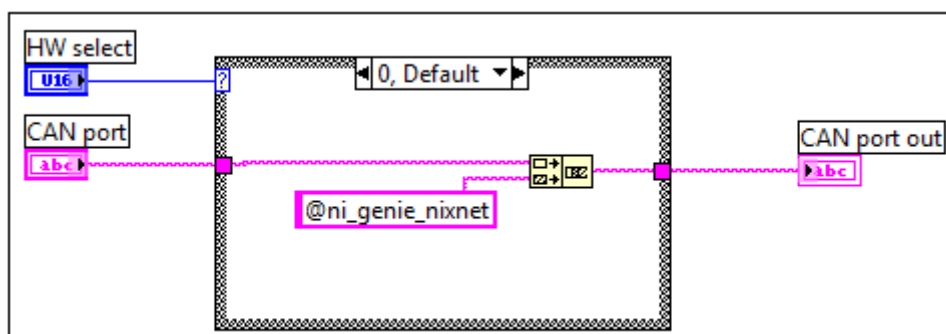 HW select
U16
?
0, Default
CAN port
abc
@ni_genie_nixnet
CAN port out
abc